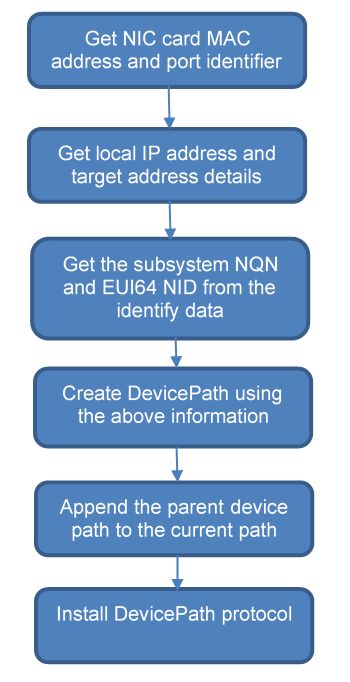 Get NIC card MAC
address and port identifier
Get local IP address and
target address details
Get the subsystem NQN
and EUI64 NID from the
identify data
Create DevicePath using
the above information
Append the parent device
path to the current path
Install DevicePath protocol